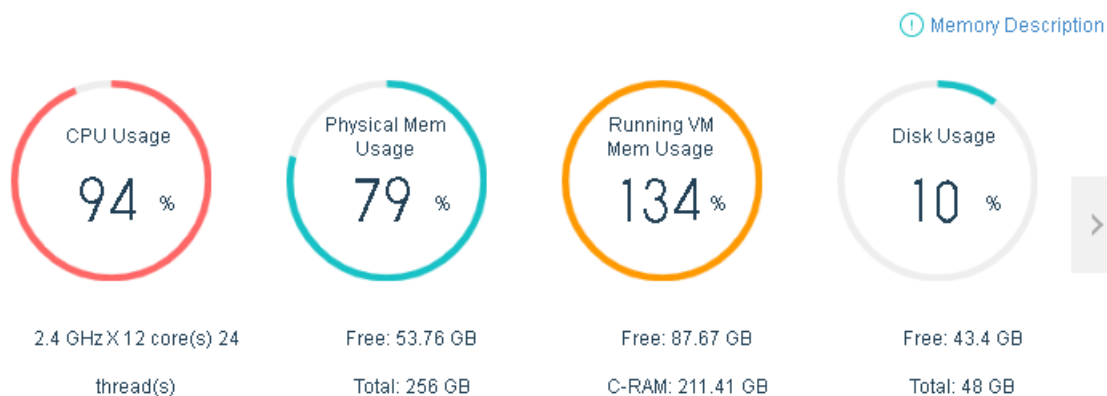 Memory Description
CPU Usage
94 %
Physical Mem
Usage
79 %
Running VM
Mem Usage
134 %
Disk Usage
10 %
2.4 GHz X 12 core(s) 24
thread(s)
Free: 53.76 GB
Total: 256 GB
Free: 87.67 GB
C-RAM: 211.41 GB
Free: 43.4 GB
Total: 48 GB